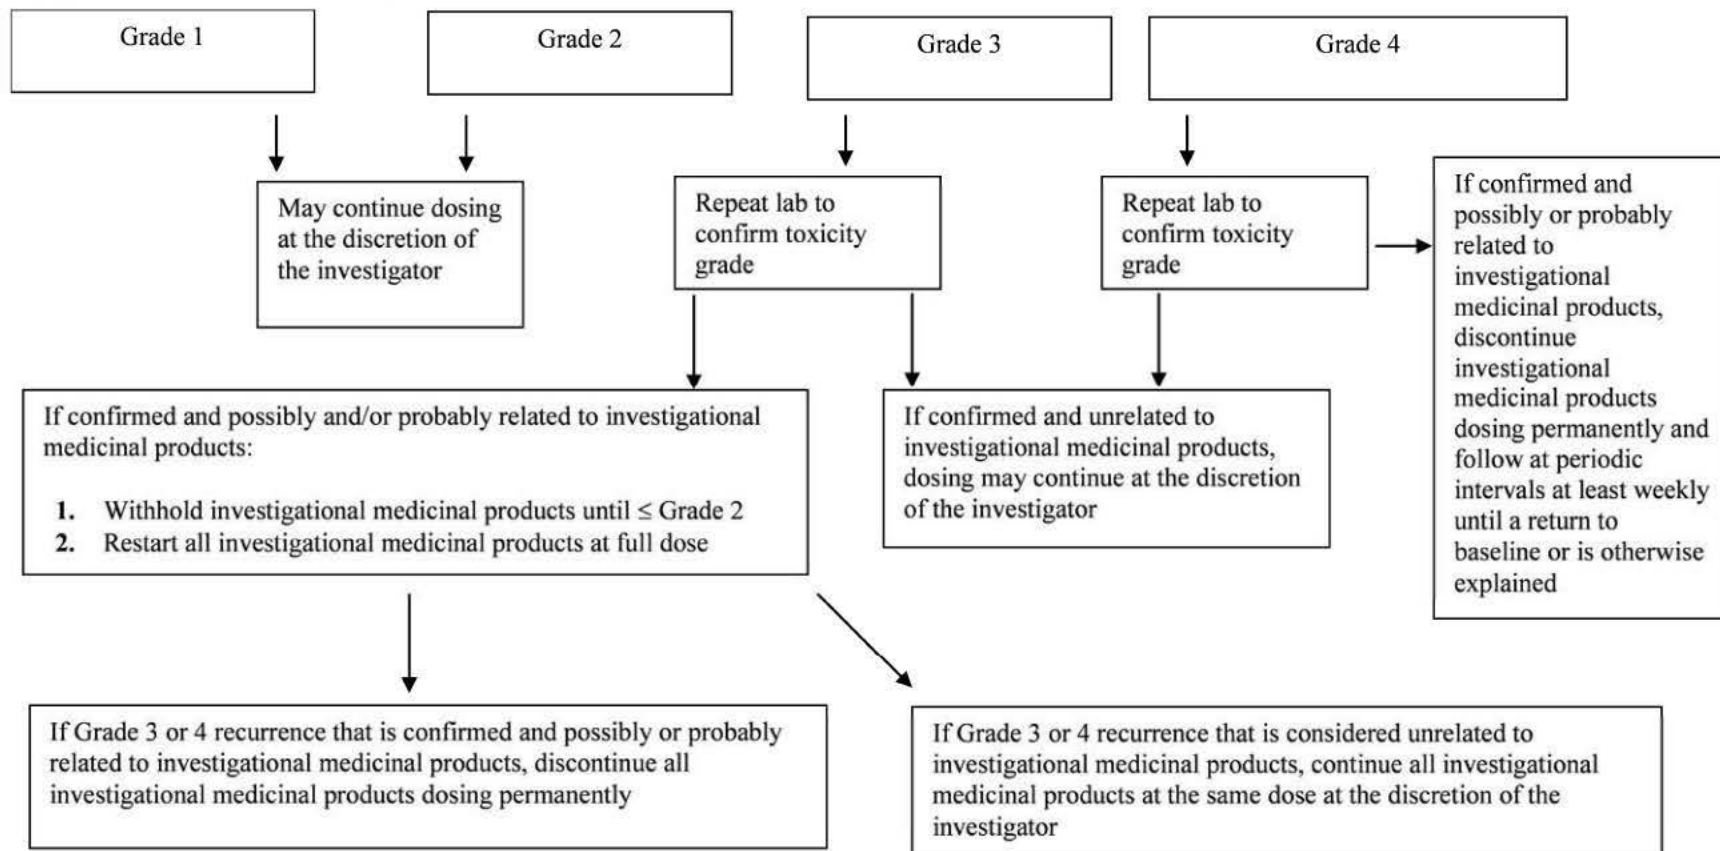 Grade 1
Grade 2
Grade 3
Grade 4
May continue dosing
at the discretion of
the investigator
Repeat lab to
confirm toxicity
grade
Repeat lab to
confirm toxicity
grade
If confirmed and
possibly or probably
related to
investigational
medicinal products,
discontinue
investigational
medicinal products
dosing permanently and
follow at periodic
intervals at least weekly
until a return to
baseline or is otherwise
explained
If confirmed and possibly and/or probably related to investigational
medicinal products:
1. Withhold investigational medicinal products until ≤ Grade 2
2. Restart all investigational medicinal products at full dose
If confirmed and unrelated to
investigational medicinal products,
dosing may continue at the discretion
of the investigator
If Grade 3 or 4 recurrence that is confirmed and possibly or probably
related to investigational medicinal products, discontinue all
investigational medicinal products dosing permanently
If Grade 3 or 4 recurrence that is considered unrelated to
investigational medicinal products, continue all investigational
medicinal products at the same dose at the discretion of the
investigator